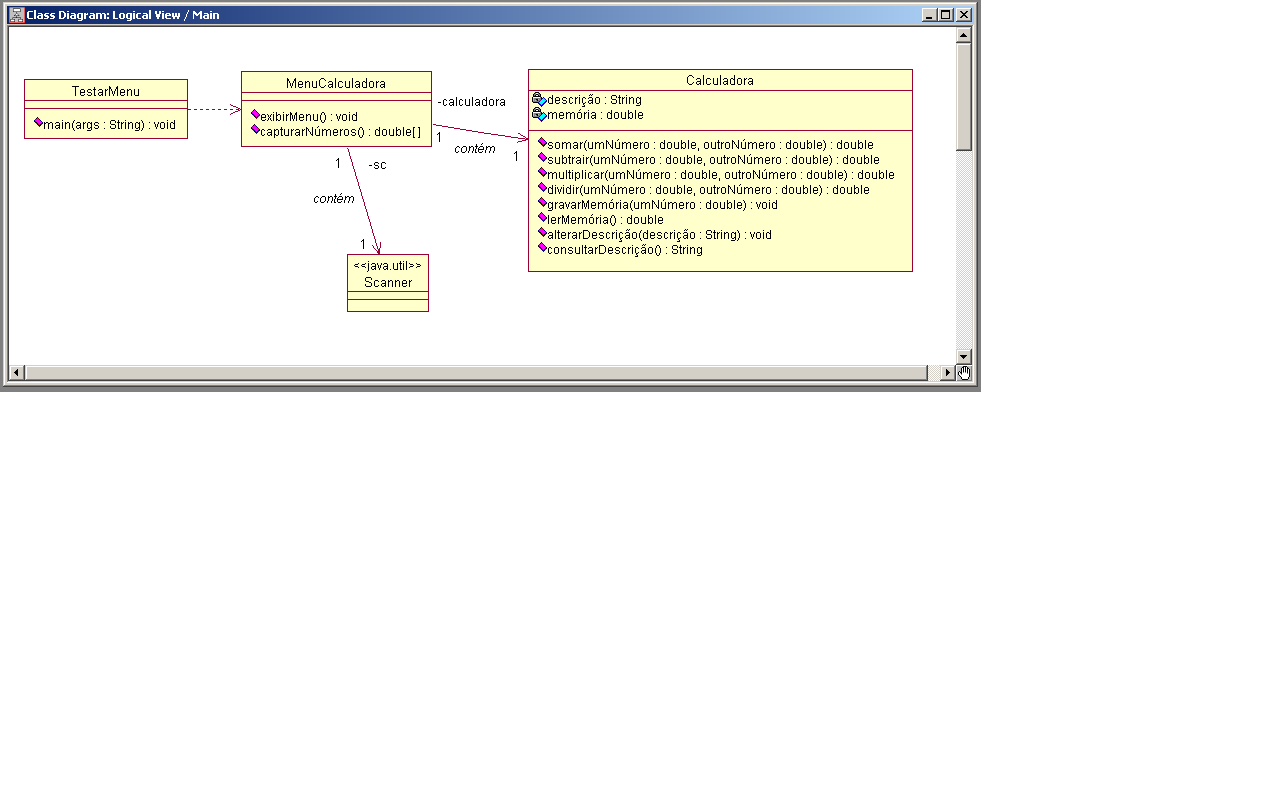 Class Diagram: Logical View / Main
TestarMenu
main(args : String) : void
MenuCalculadora
exibirMenu() : void
capturarNúmeros() : double[ ]
-calculadora
1
contém
1
Calculadora
descrição : String
memória : double
somar(umNúmero : double, outroNúmero : double) : double
subtrair(umNúmero : double, outroNúmero : double) : double
multiplicar(umNúmero : double, outroNúmero : double) : double
dividir(umNúmero : double, outroNúmero : double) : double
gravarMemória(umNúmero : double) : void
lerMemória() : double
alterarDescrição(descrição : String) : void
consultarDescrição() : String
1
-sc
contém
1
<<java.util>>
Scanner